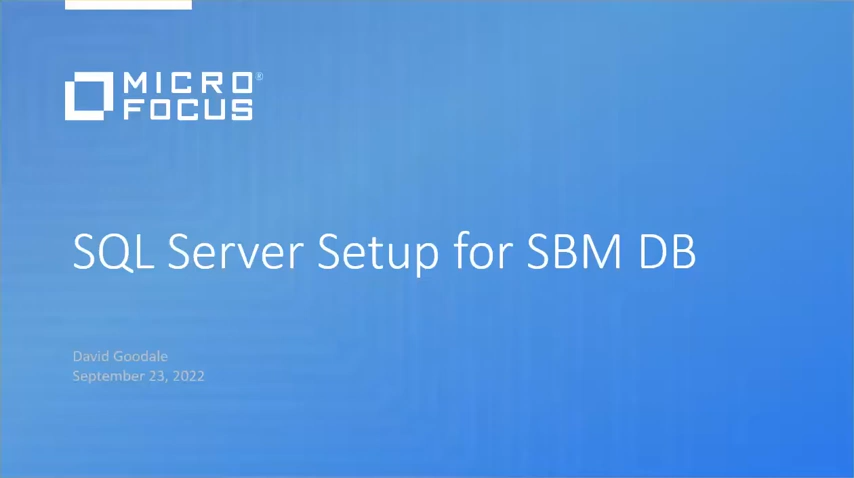 MICRO®
FOCUS
SQL Server Setup for SBM DB
David Goodale
September 23, 2022